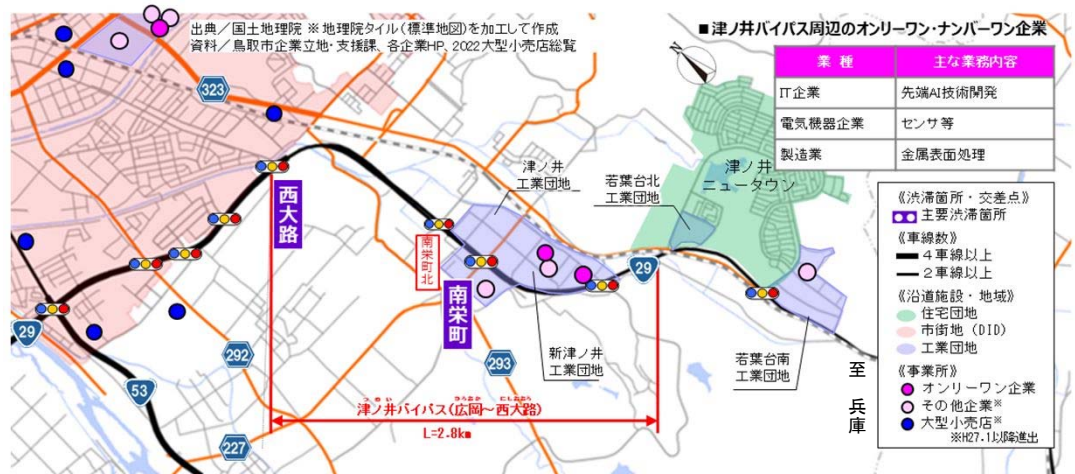 出典／国土地理院 ※地理院タイル（標準地図）を加工して作成
資料／鳥取市企業立地・支援課、各企業HP、2022大型小売店総覧
■津ノ井バイパス周辺のオンリーワン・ナンバーワン企業
業 種
主な業務内容
IT企業
先端AI技術開発
電気機器企業
センサ等
製造業
金属表面処理
N
323
西大路
津ノ井
工業団地
若葉台北
工業団地
津ノ井
ニュータウン
南栄町北
南栄町
29
29
53
292
227
293
新津ノ井
工業団地
若葉台南
工業団地
至 兵庫
津ノ井バイパス(広岡～西大路)
L=2.8km
《渋滞箇所・交差点》
主要渋滞箇所
《車線数》
４車線以上
２車線以上
《沿道施設・地域》
住宅団地
市街地（DID）
工業団地
《事業所》
オンリーワン企業
その他企業※
大型小売店※
※H27.1以降進出